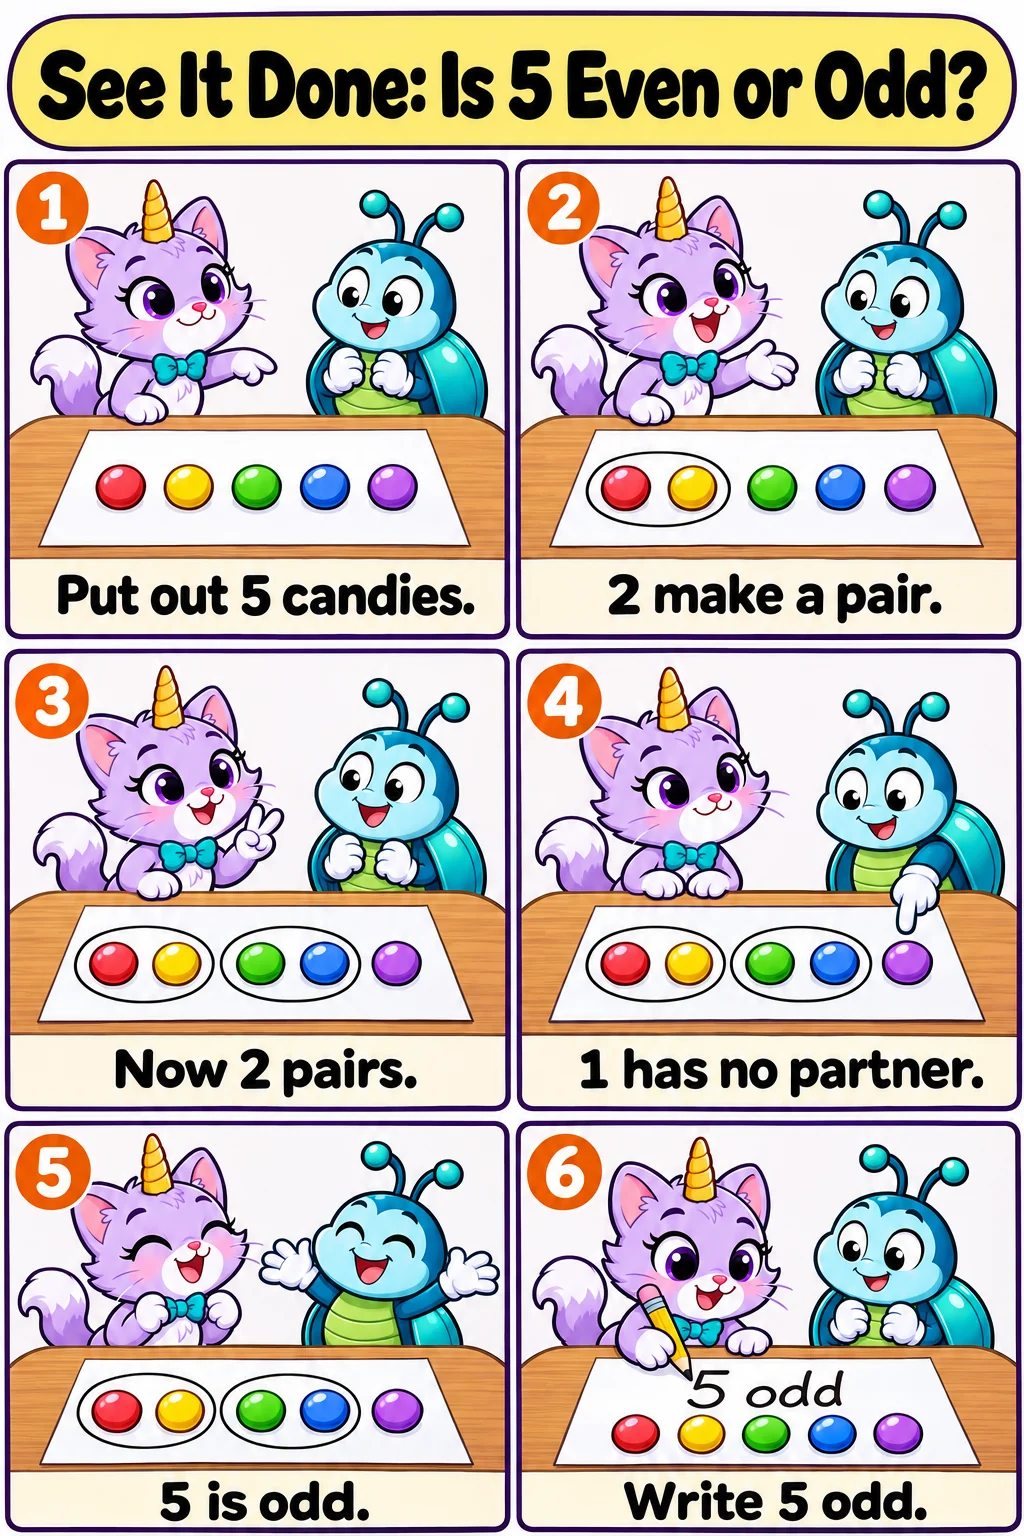 See It Done: Is 5 Even or Odd?
1
Put out 5 candies.
2
2 make a pair.
3
Now 2 pairs.
4
1 has no partner.
5
5 is odd.
6
5 odd
Write 5 odd.